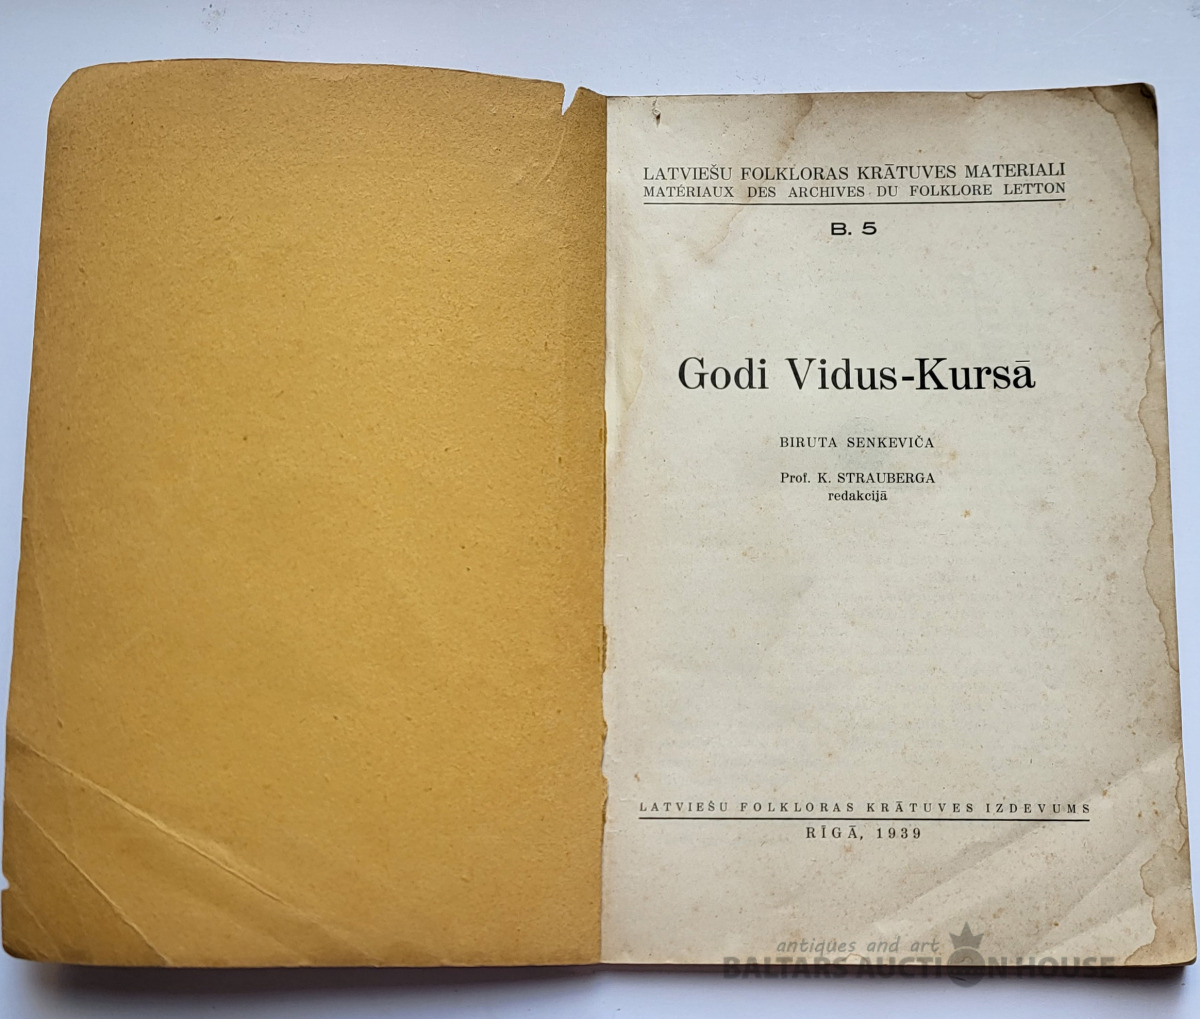 LATVIEŠU FOLKLORAS KRĀTUVES MATERIALI
MATÉRIAUX DES ARCHIVES DU FOLKLORE LETTON
B. 5
Godi Vidus-Kursā
BIRUTA SENKEVIČA
Prof. K. STRAUBERGA
redakcijā
LATVIEŠU FOLKLORAS KRĀTUVES IZDEVUMS
RĪGĀ, 1939
antiques and art
BALTARS AUCTION HOUSE